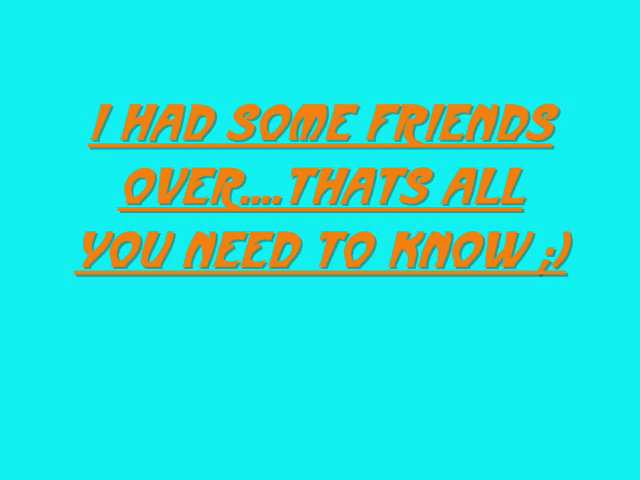 I HAD SOME FRIENDS
OVER....THATS ALL
YOU NEED TO KNOW ;)